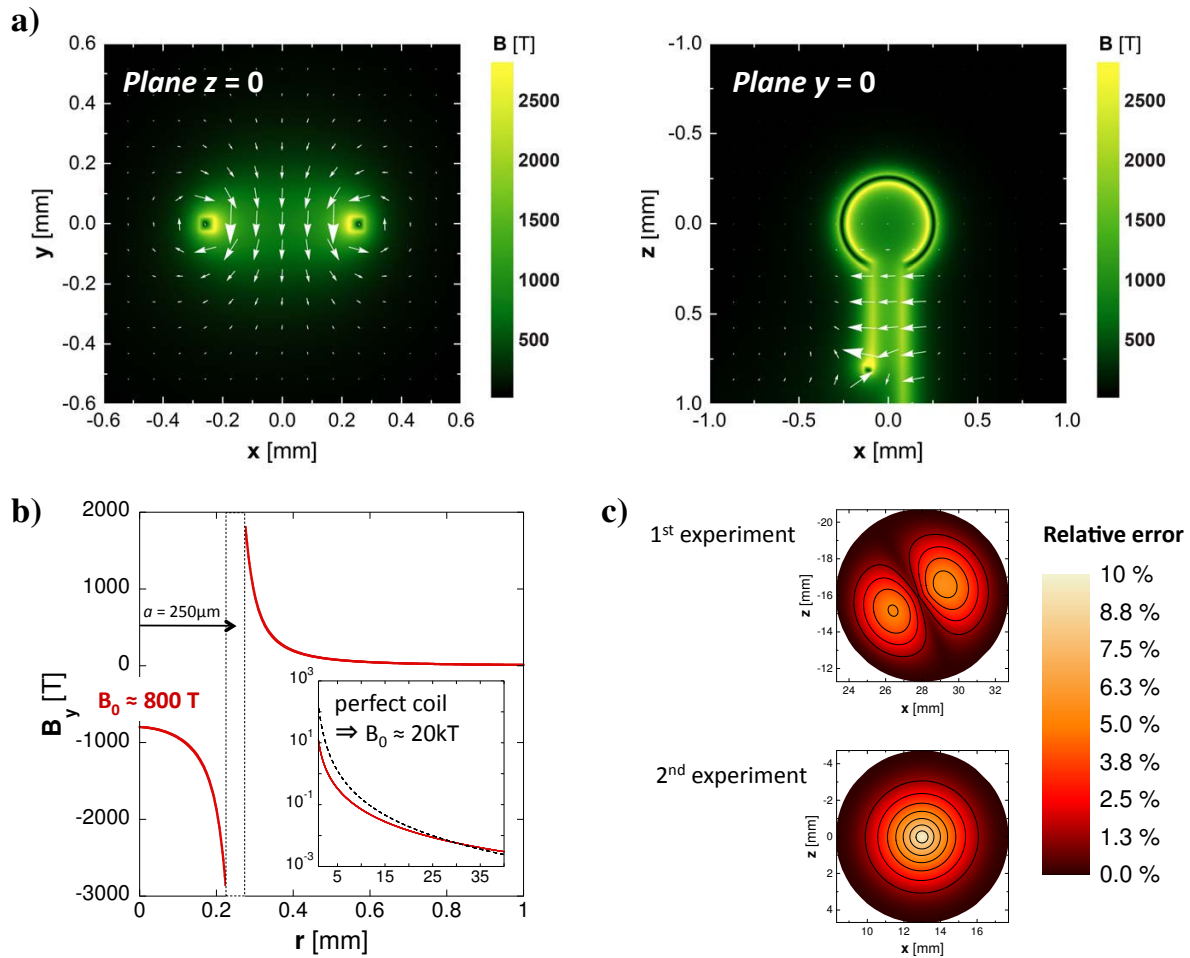 a)
B [T]
Plane z = 0
0.6
0.4
0.2
0.0
-0.2
-0.4
-0.6
y [mm]
-0.6 -0.4 -0.2 0.0 0.2 0.4 0.6
x [mm]
2500
2000
1500
1000
500
B [T]
Plane y = 0
-1.0
-0.5
0.0
0.5
1.0
z [mm]
-1.0 -0.5 0.0 0.5 1.0
x [mm]
2500
2000
1500
1000
500
b)
2000
1000
0
-1000
-2000
-3000
B_y [T]
a = 250μm
B₀ ≈ 800 T
perfect coil
⇒ B₀ ≈ 20kT
10³
10¹
10⁻¹
10⁻³
5 15 25 35
0 0.2 0.4 0.6 0.8 1
r [mm]
c)
1st experiment
-20
-18
-16
-14
-12
z [mm]
24 26 28 30 32
x [mm]
2nd experiment
-4
-2
0
2
4
z [mm]
10 12 14 16
x [mm]
Relative error
10 %
8.8 %
7.5 %
6.3 %
5.0 %
3.8 %
2.5 %
1.3 %
0.0 %